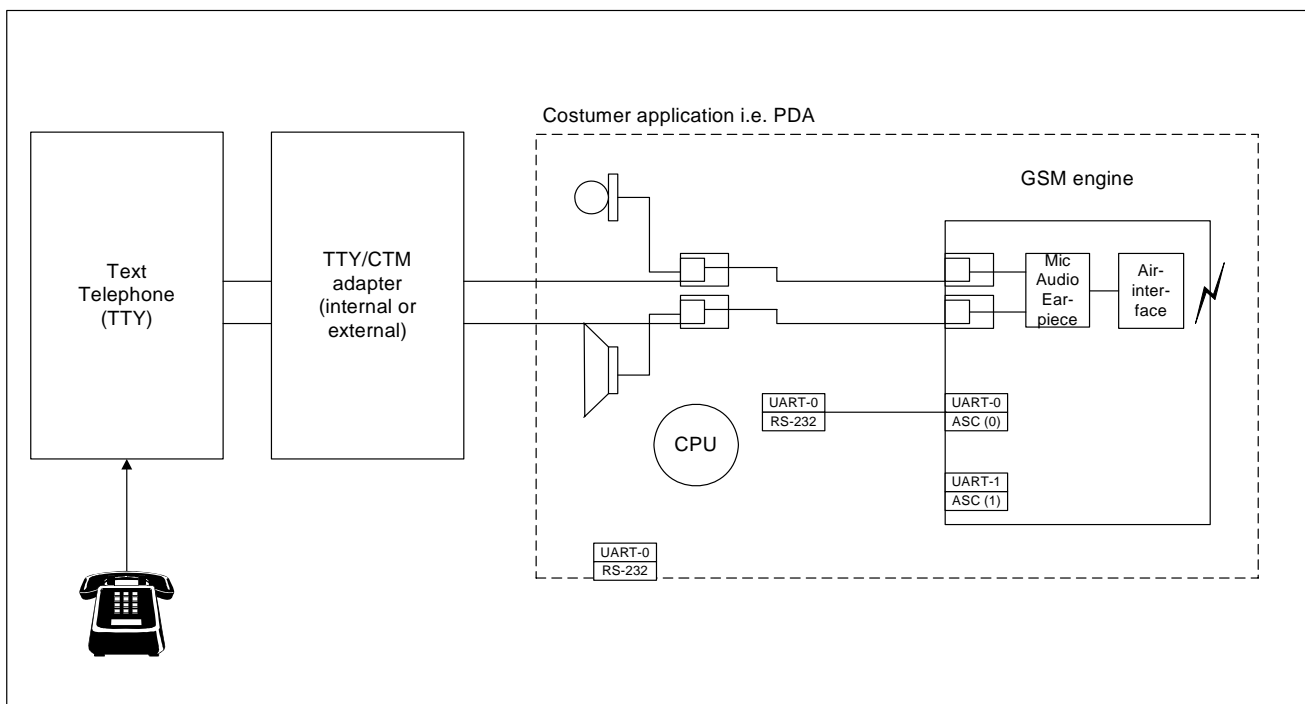 Costumer application i.e. PDA
GSM engine
Text
Telephone
(TTY)
TTY/CTM
adapter
(internal or
external)
Mic
Audio
Ear-
piece
Air-
inter-
face
UART-0
RS-232
UART-0
ASC (0)
CPU
UART-1
ASC (1)
UART-0
RS-232